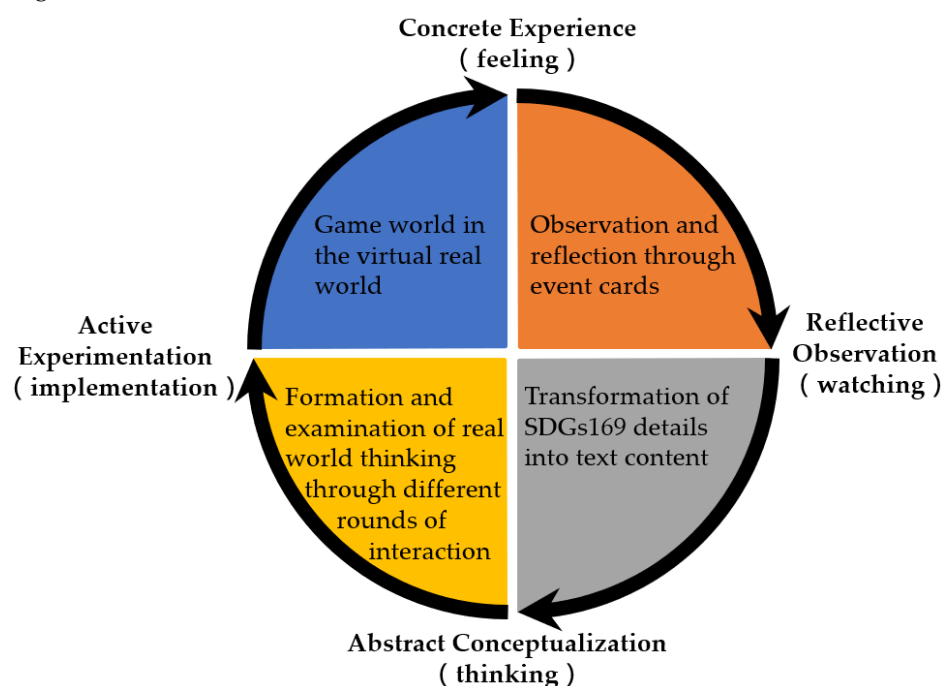 Concrete Experience
( feeling )
Game world in
the virtual real
world
Observation and
reflection through
event cards
Active
Experimentation
( implementation )
Reflective
Observation
( watching )
Formation and
examination of real
world thinking
through different
rounds of
interaction
Transformation of
SDGs169 details
into text content
Abstract Conceptualization
( thinking )